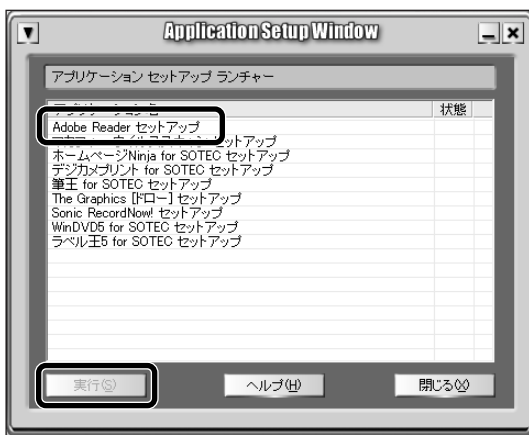 Application Setup Window
アプリケーション セットアップ ランチャー
状態
Adobe Reader セットアップ
セットアップ
ホームページNinja for SOTEC セットアップ
デジカメプリント for SOTEC セットアップ
筆王 for SOTEC セットアップ
The Graphics [ドロー] セットアップ
Sonic RecordNow! セットアップ
WinDVD5 for SOTEC セットアップ
ラベル王5 for SOTEC セットアップ
実行(S) ヘルプ(H) 閉じる(X)